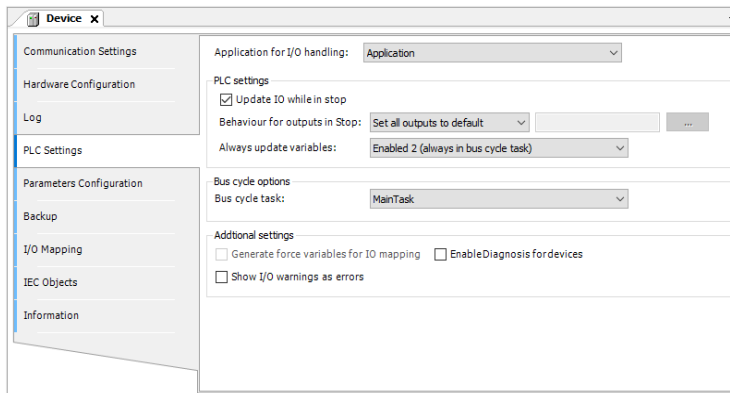 Device
Communication Settings
Hardware Configuration
Log
PLC Settings
Parameters Configuration
Backup
I/O Mapping
IEC Objects
Information
Application for I/O handling: Application
PLC settings
Update IO while in stop
Behaviour for outputs in Stop: Set all outputs to default ...
Always update variables: Enabled 2 (always in bus cycle task)
Bus cycle options
Bus cycle task: MainTask
Addtional settings
Generate force variables for IO mapping Enable Diagnosis for devices
Show I/O warnings as errors